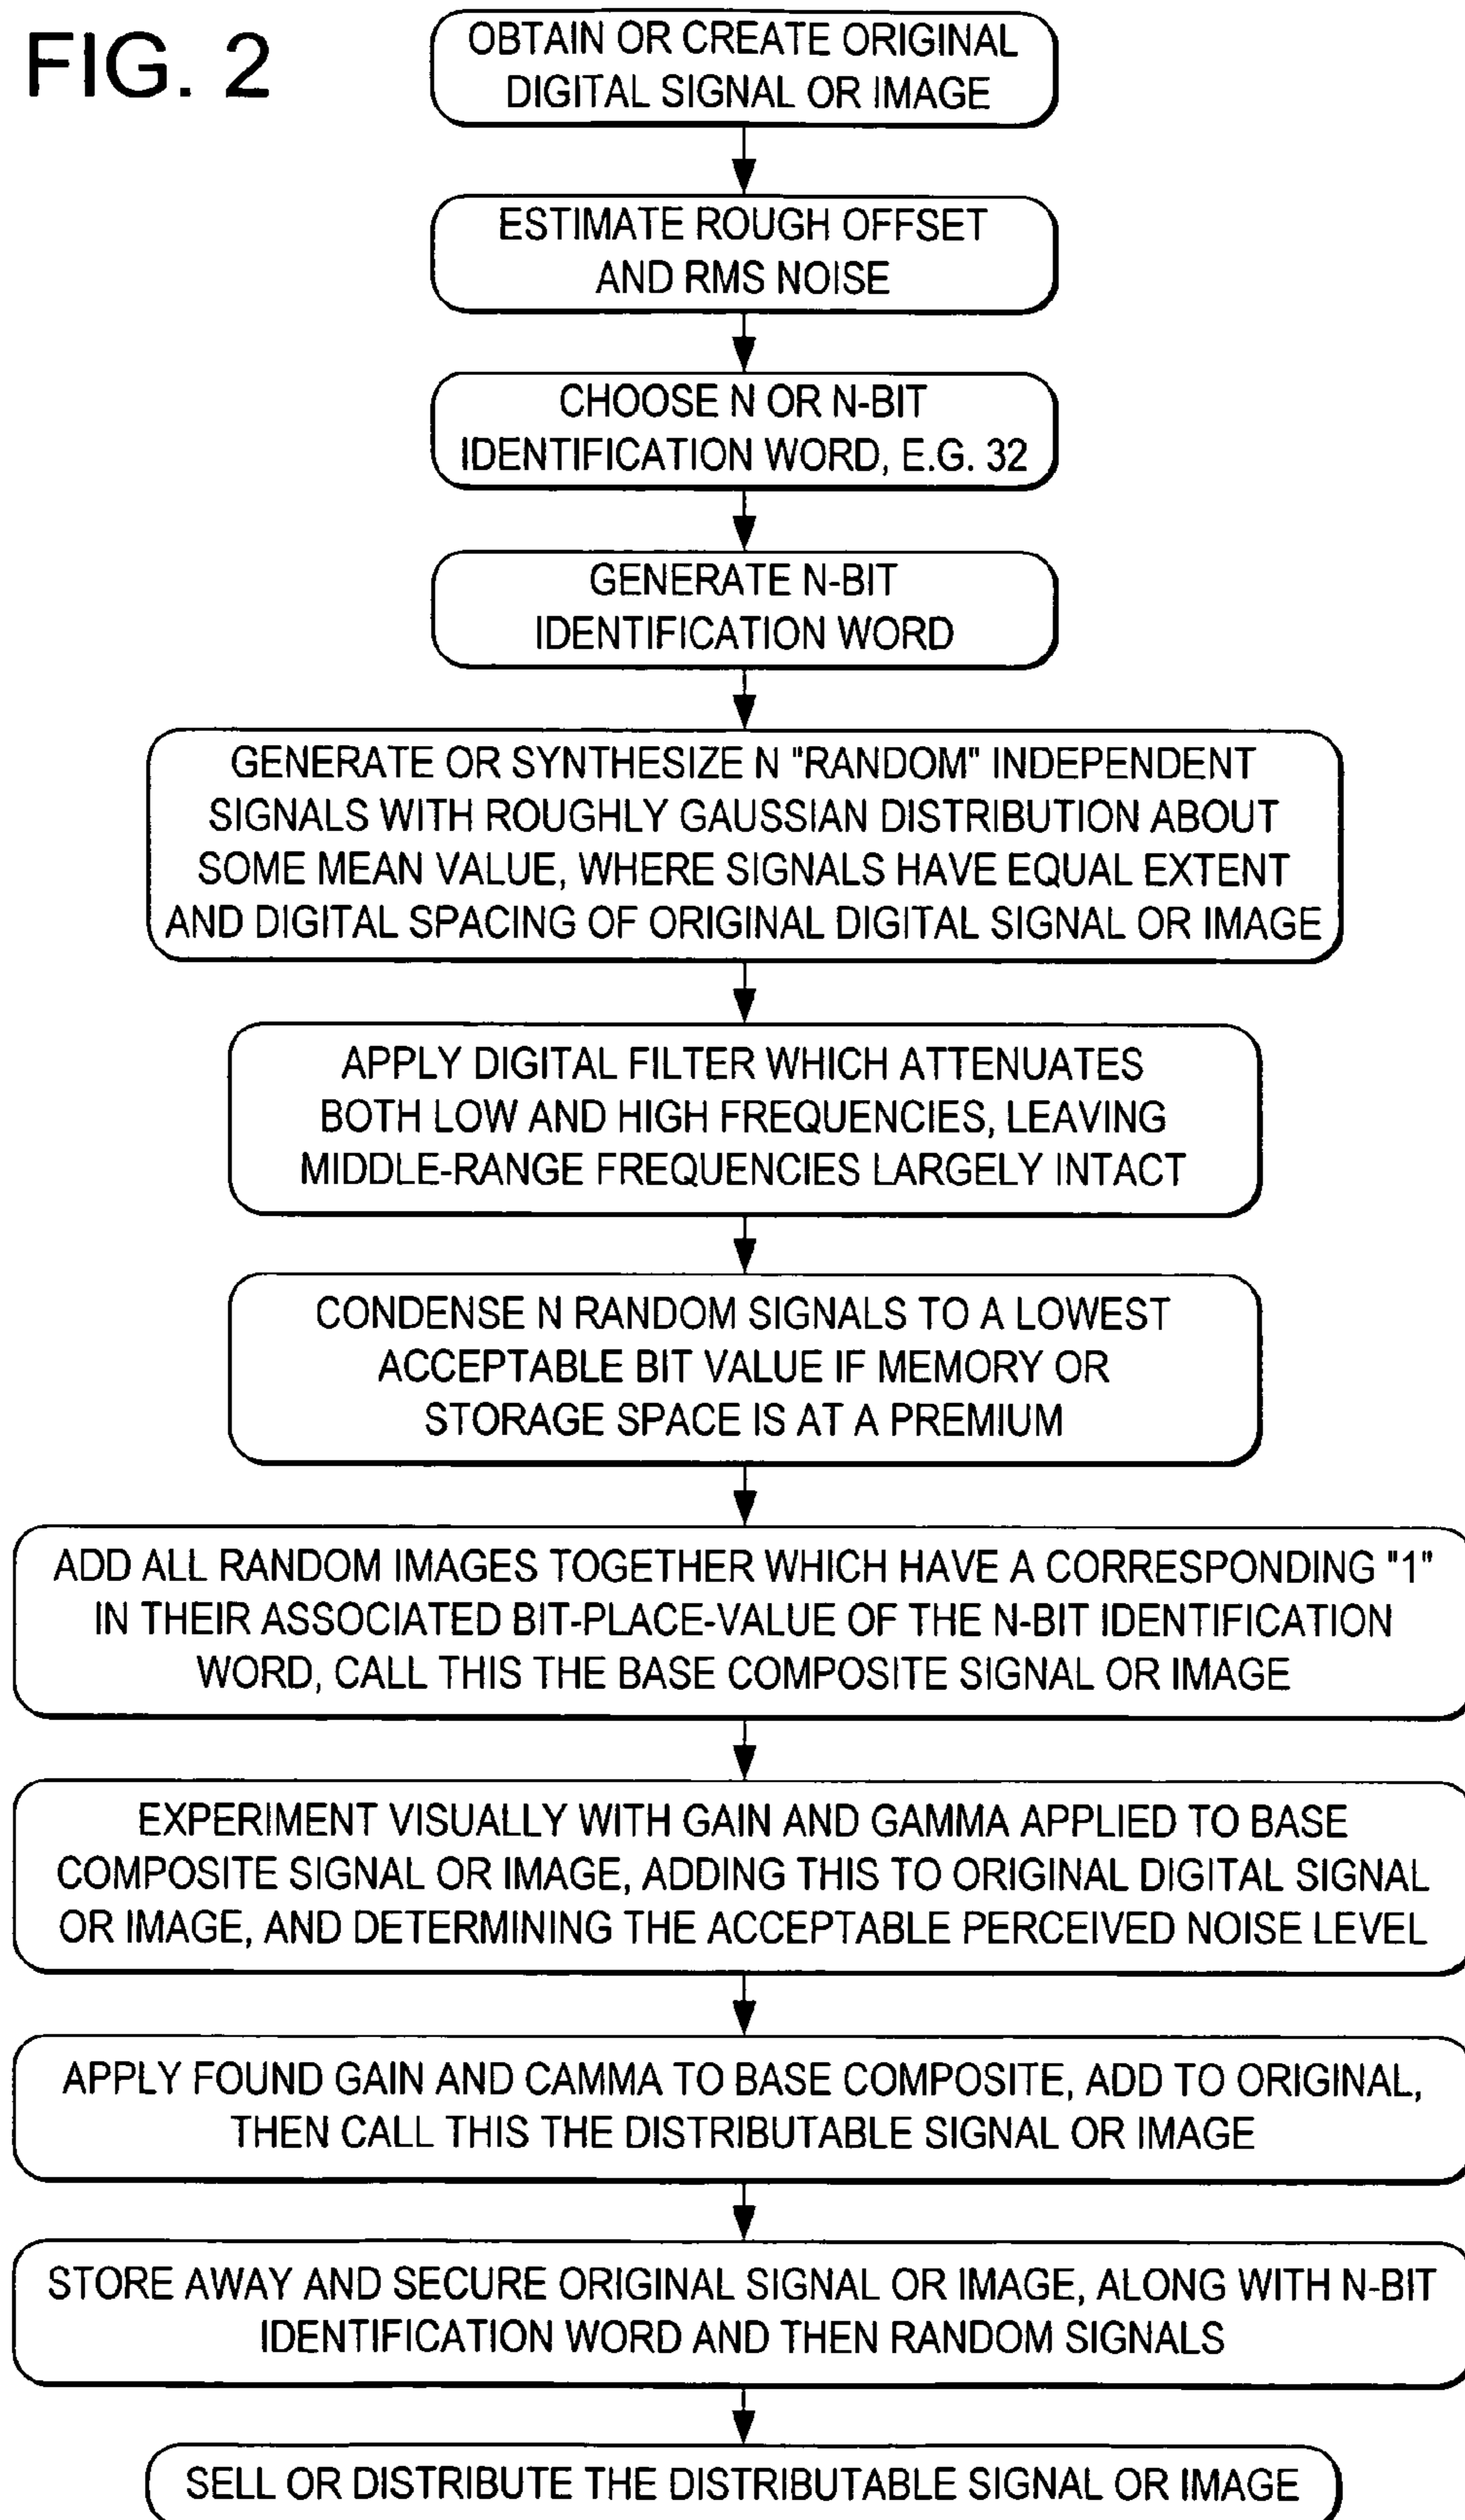 FIG. 2
OBTAIN OR CREATE ORIGINAL
DIGITAL SIGNAL OR IMAGE
ESTIMATE ROUGH OFFSET
AND RMS NOISE
CHOOSE N OR N-BIT
IDENTIFICATION WORD, E.G. 32
GENERATE N-BIT
IDENTIFICATION WORD
GENERATE OR SYNTHESIZE N "RANDOM" INDEPENDENT
SIGNALS WITH ROUGHLY GAUSSIAN DISTRIBUTION ABOUT
SOME MEAN VALUE, WHERE SIGNALS HAVE EQUAL EXTENT
AND DIGITAL SPACING OF ORIGINAL DIGITAL SIGNAL OR IMAGE
APPLY DIGITAL FILTER WHICH ATTENUATES
BOTH LOW AND HIGH FREQUENCIES, LEAVING
MIDDLE-RANGE FREQUENCIES LARGELY INTACT
CONDENSE N RANDOM SIGNALS TO A LOWEST
ACCEPTABLE BIT VALUE IF MEMORY OR
STORAGE SPACE IS AT A PREMIUM
ADD ALL RANDOM IMAGES TOGETHER WHICH HAVE A CORRESPONDING "1"
IN THEIR ASSOCIATED BIT-PLACE-VALUE OF THE N-BIT IDENTIFICATION
WORD, CALL THIS THE BASE COMPOSITE SIGNAL OR IMAGE
EXPERIMENT VISUALLY WITH GAIN AND GAMMA APPLIED TO BASE
COMPOSITE SIGNAL OR IMAGE, ADDING THIS TO ORIGINAL DIGITAL SIGNAL
OR IMAGE, AND DETERMINING THE ACCEPTABLE PERCEIVED NOISE LEVEL
APPLY FOUND GAIN AND CAMMA TO BASE COMPOSITE, ADD TO ORIGINAL,
THEN CALL THIS THE DISTRIBUTABLE SIGNAL OR IMAGE
STORE AWAY AND SECURE ORIGINAL SIGNAL OR IMAGE, ALONG WITH N-BIT
IDENTIFICATION WORD AND THEN RANDOM SIGNALS
SELL OR DISTRIBUTE THE DISTRIBUTABLE SIGNAL OR IMAGE